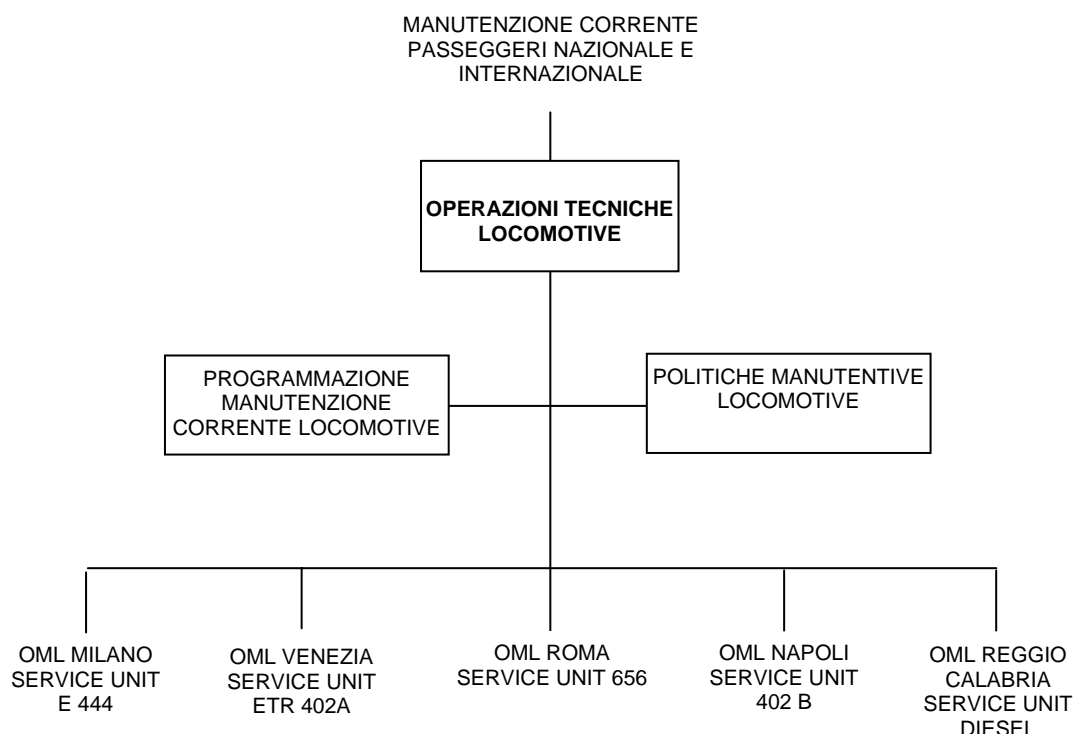 MANUTENZIONE CORRENTE
PASSEGGERI NAZIONALE E
INTERNAZIONALE
OPERAZIONI TECNICHE
LOCOMOTIVE
PROGRAMMAZIONE
MANUTENZIONE
CORRENTE LOCOMOTIVE
POLITICHE MANUTENTIVE
LOCOMOTIVE
OML MILANO
SERVICE UNIT
E 444
OML VENEZIA
SERVICE UNIT
ETR 402A
OML ROMA
SERVICE UNIT 656
OML NAPOLI
SERVICE UNIT
402 B
OML REGGIO
CALABRIA
SERVICE UNIT
DIESEL